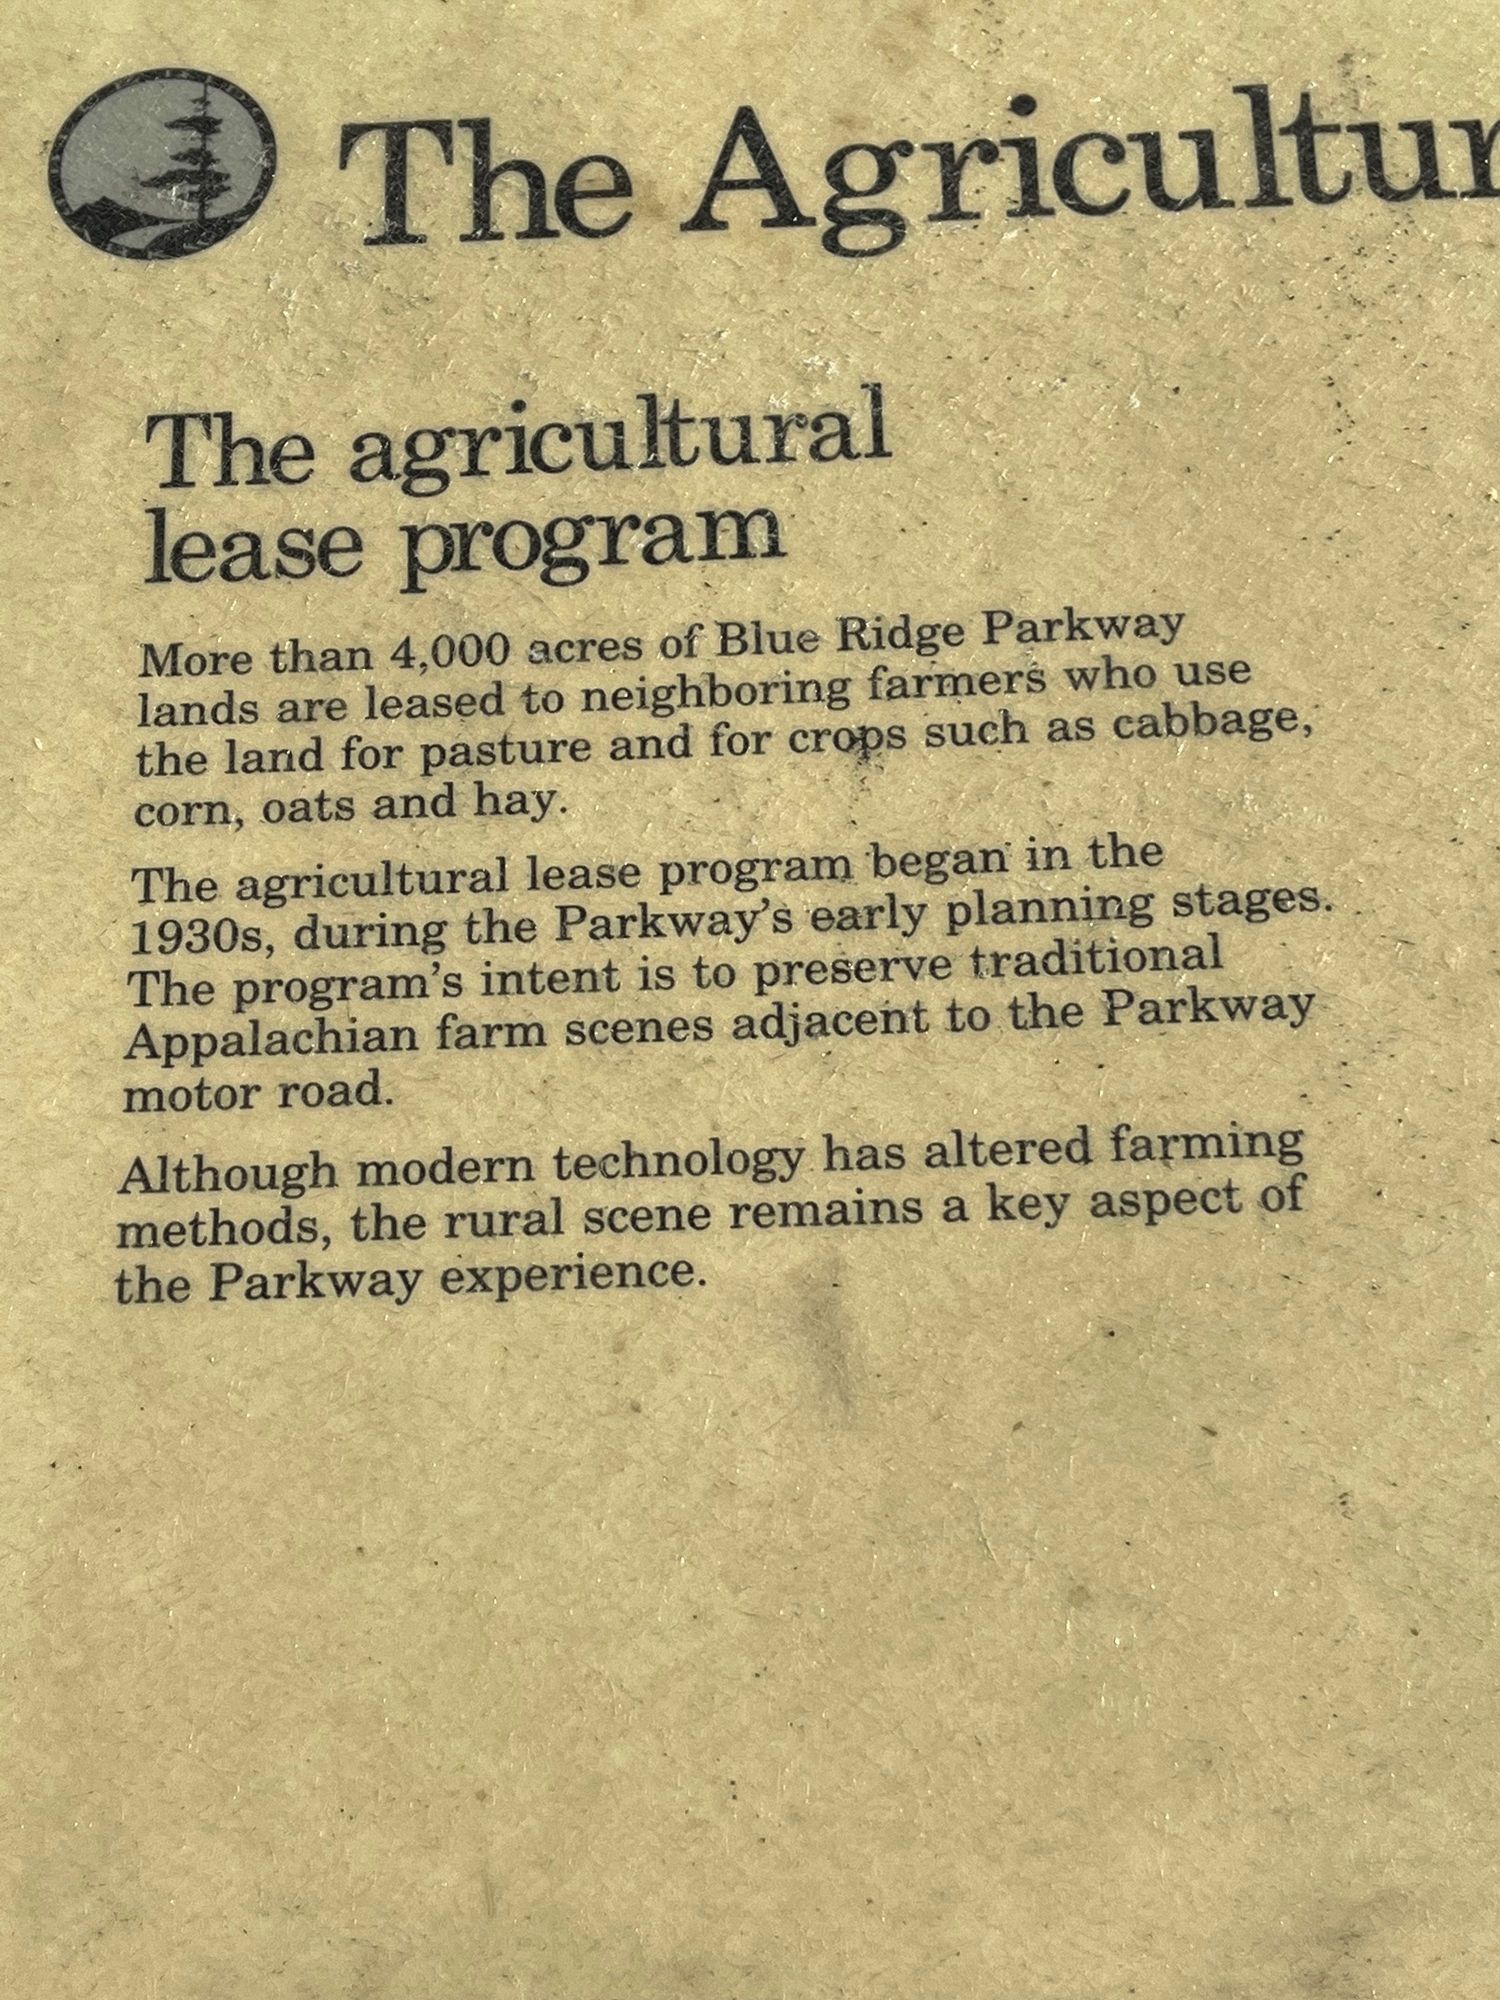 The Agricultur
The agricultural
lease program
More than 4,000 acres of Blue Ridge Parkway
lands are leased to neighboring farmers who use
the land for pasture and for crops such as cabbage,
corn, oats and hay.
The agricultural lease program began in the
1930s, during the Parkway's early planning stages.
The program's intent is to preserve traditional
Appalachian farm scenes adjacent to the Parkway
motor road.
Although modern technology has altered farming
methods, the rural scene remains a key aspect of
the Parkway experience.